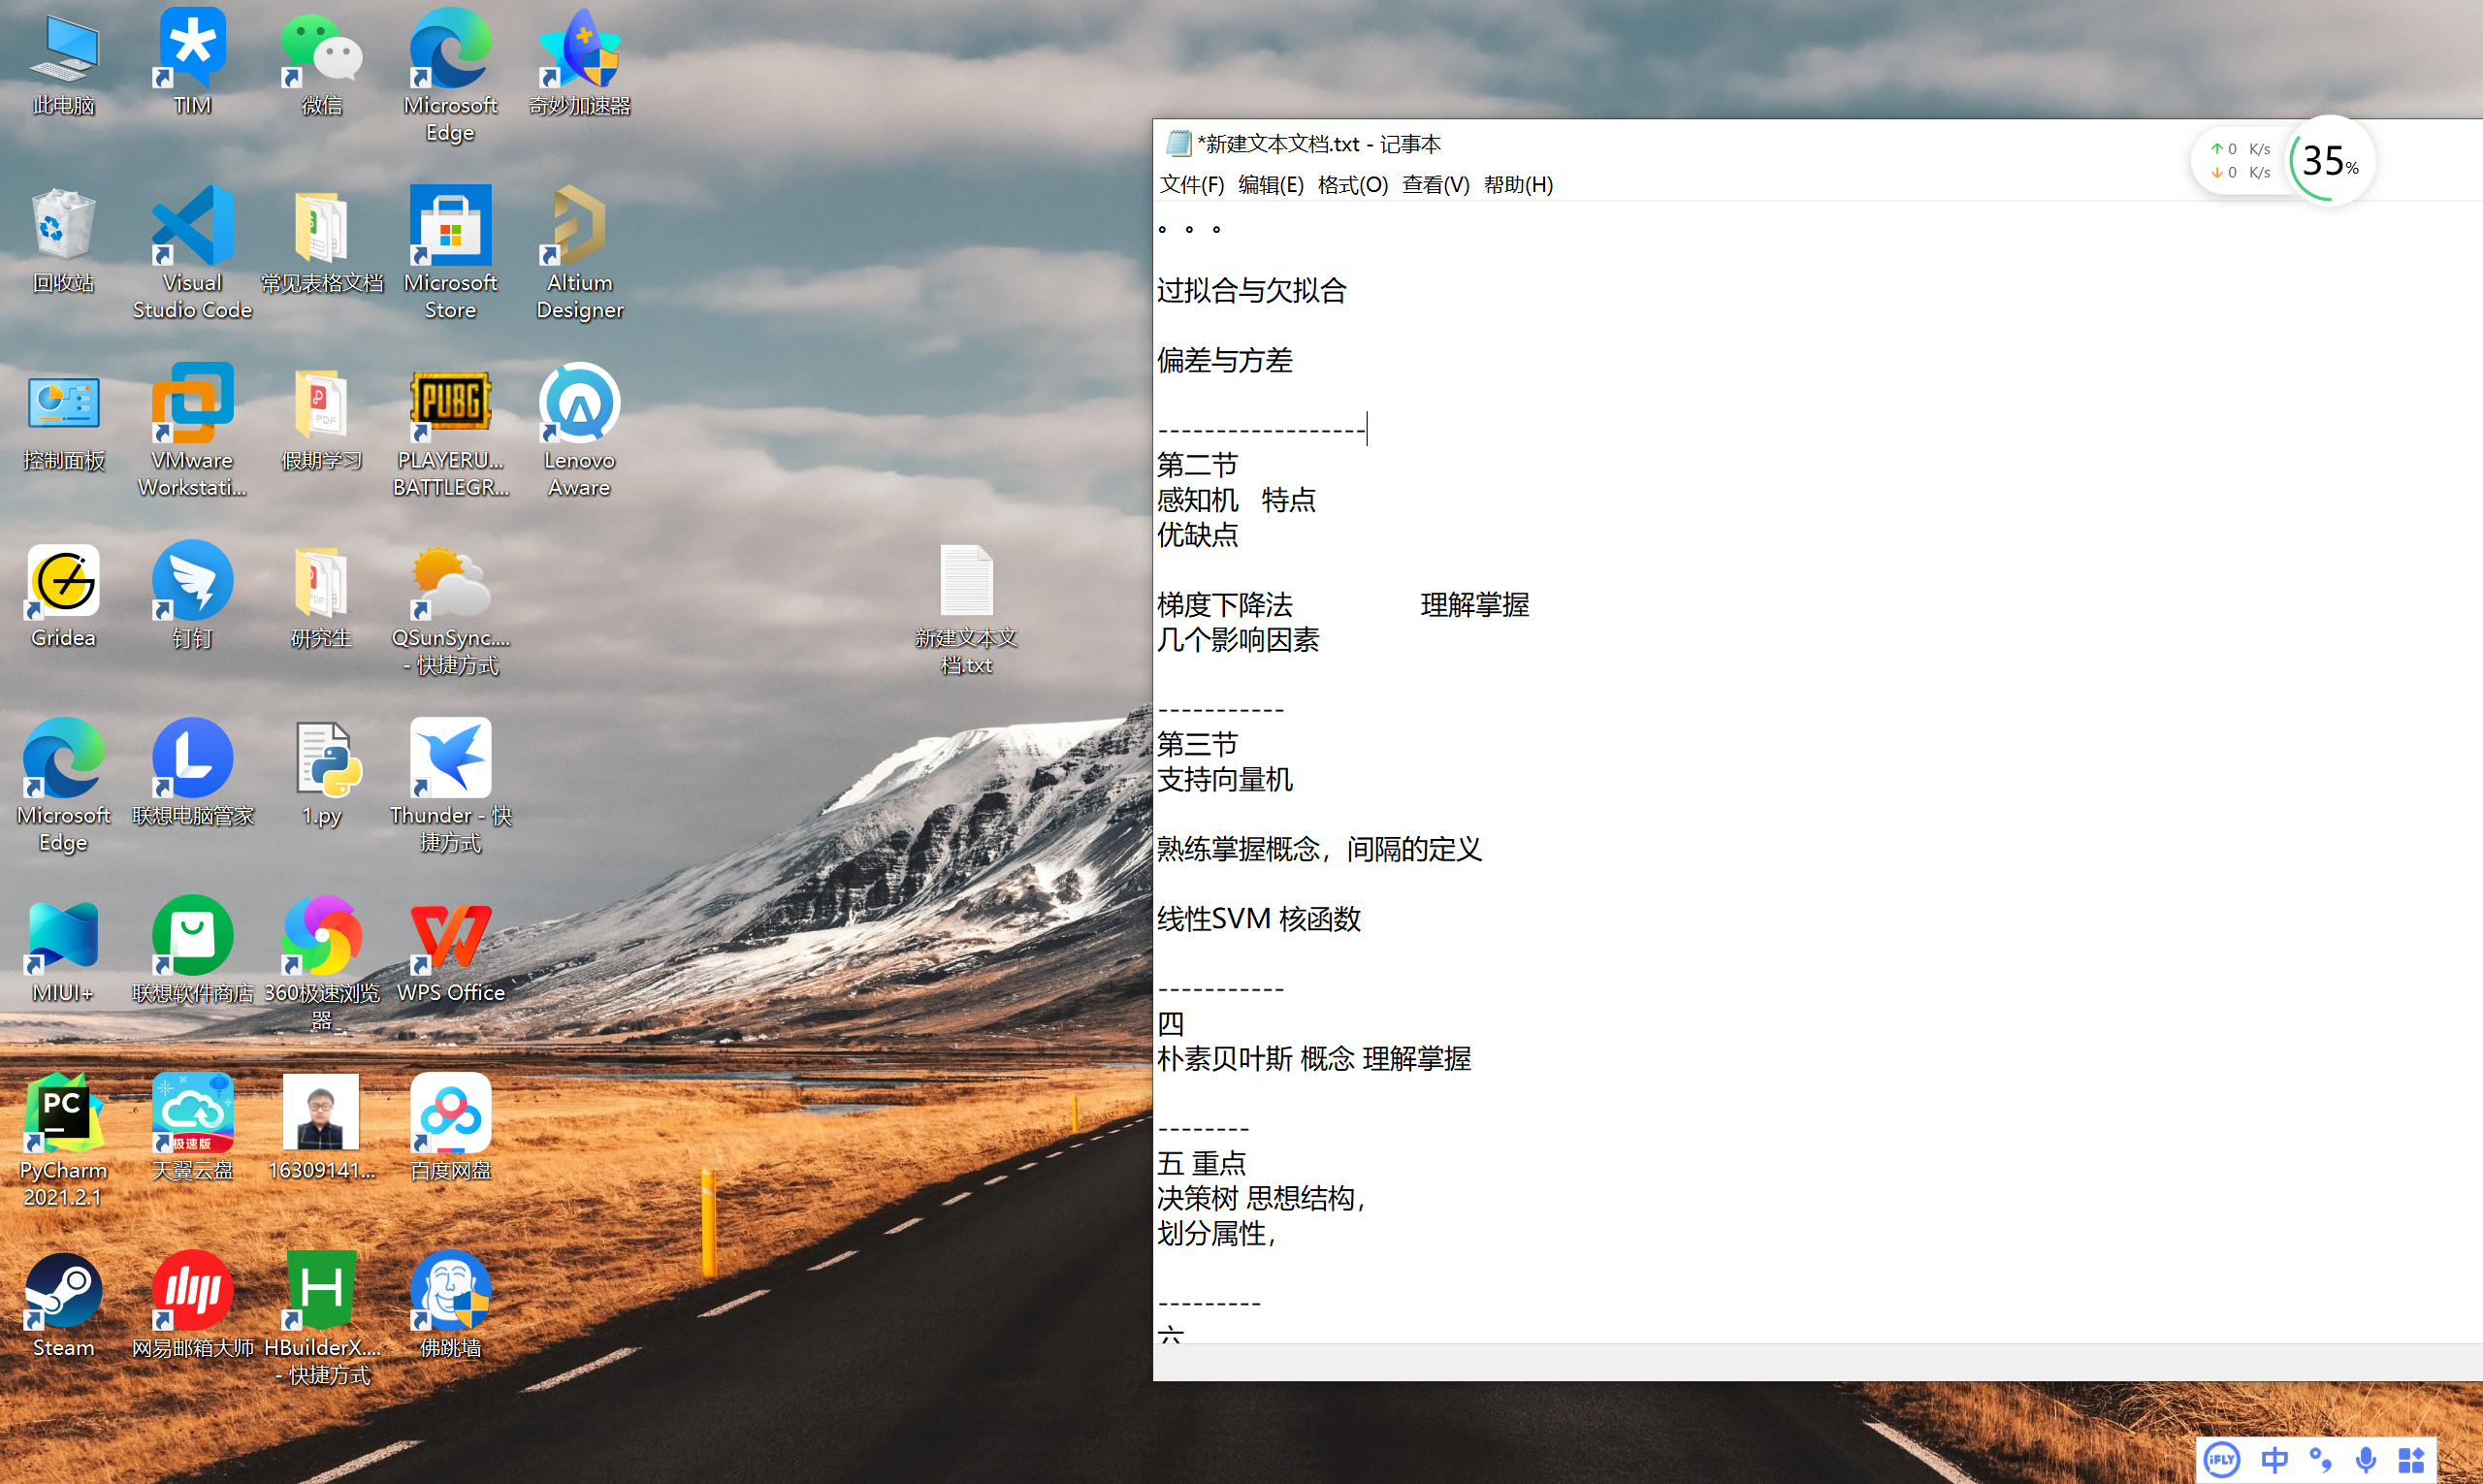 此电脑
TIM
微信
Microsoft
Edge
奇妙加速器
回收站
Visual
Studio Code
常见表格文档
Microsoft
Store
Altium
Designer
控制面板
VMware
Workstati...
假期学习
PUBG
PLAYERU...
BATTLEGR...
Lenovo
Aware
Gridea
钉钉
研究生
QSunSync....
- 快捷方式
新建文本文
档.txt
Microsoft
Edge
联想电脑管家
1.py
Thunder - 快
捷方式
MIUI+
联想软件商店
360极速浏览
器
WPS Office
PC
PyCharm
2021.2.1
极速版
天翼云盘
16309141...
百度网盘
Steam
网易邮箱大师
HBuilderX....
- 快捷方式
佛跳墙
*新建文本文档.txt - 记事本
文件(F) 编辑(E) 格式(O) 查看(V) 帮助(H)
↑ 0 K/s
↓ 0 K/s
35%
。。。
过拟合与欠拟合
偏差与方差
------------------
第二节
感知机 特点
优缺点
梯度下降法 理解掌握
几个影响因素
-----------
第三节
支持向量机
熟练掌握概念，间隔的定义
线性SVM 核函数
-----------
四
朴素贝叶斯 概念 理解掌握
--------
五 重点
决策树 思想结构，
划分属性，
---------
六
iFLY 中